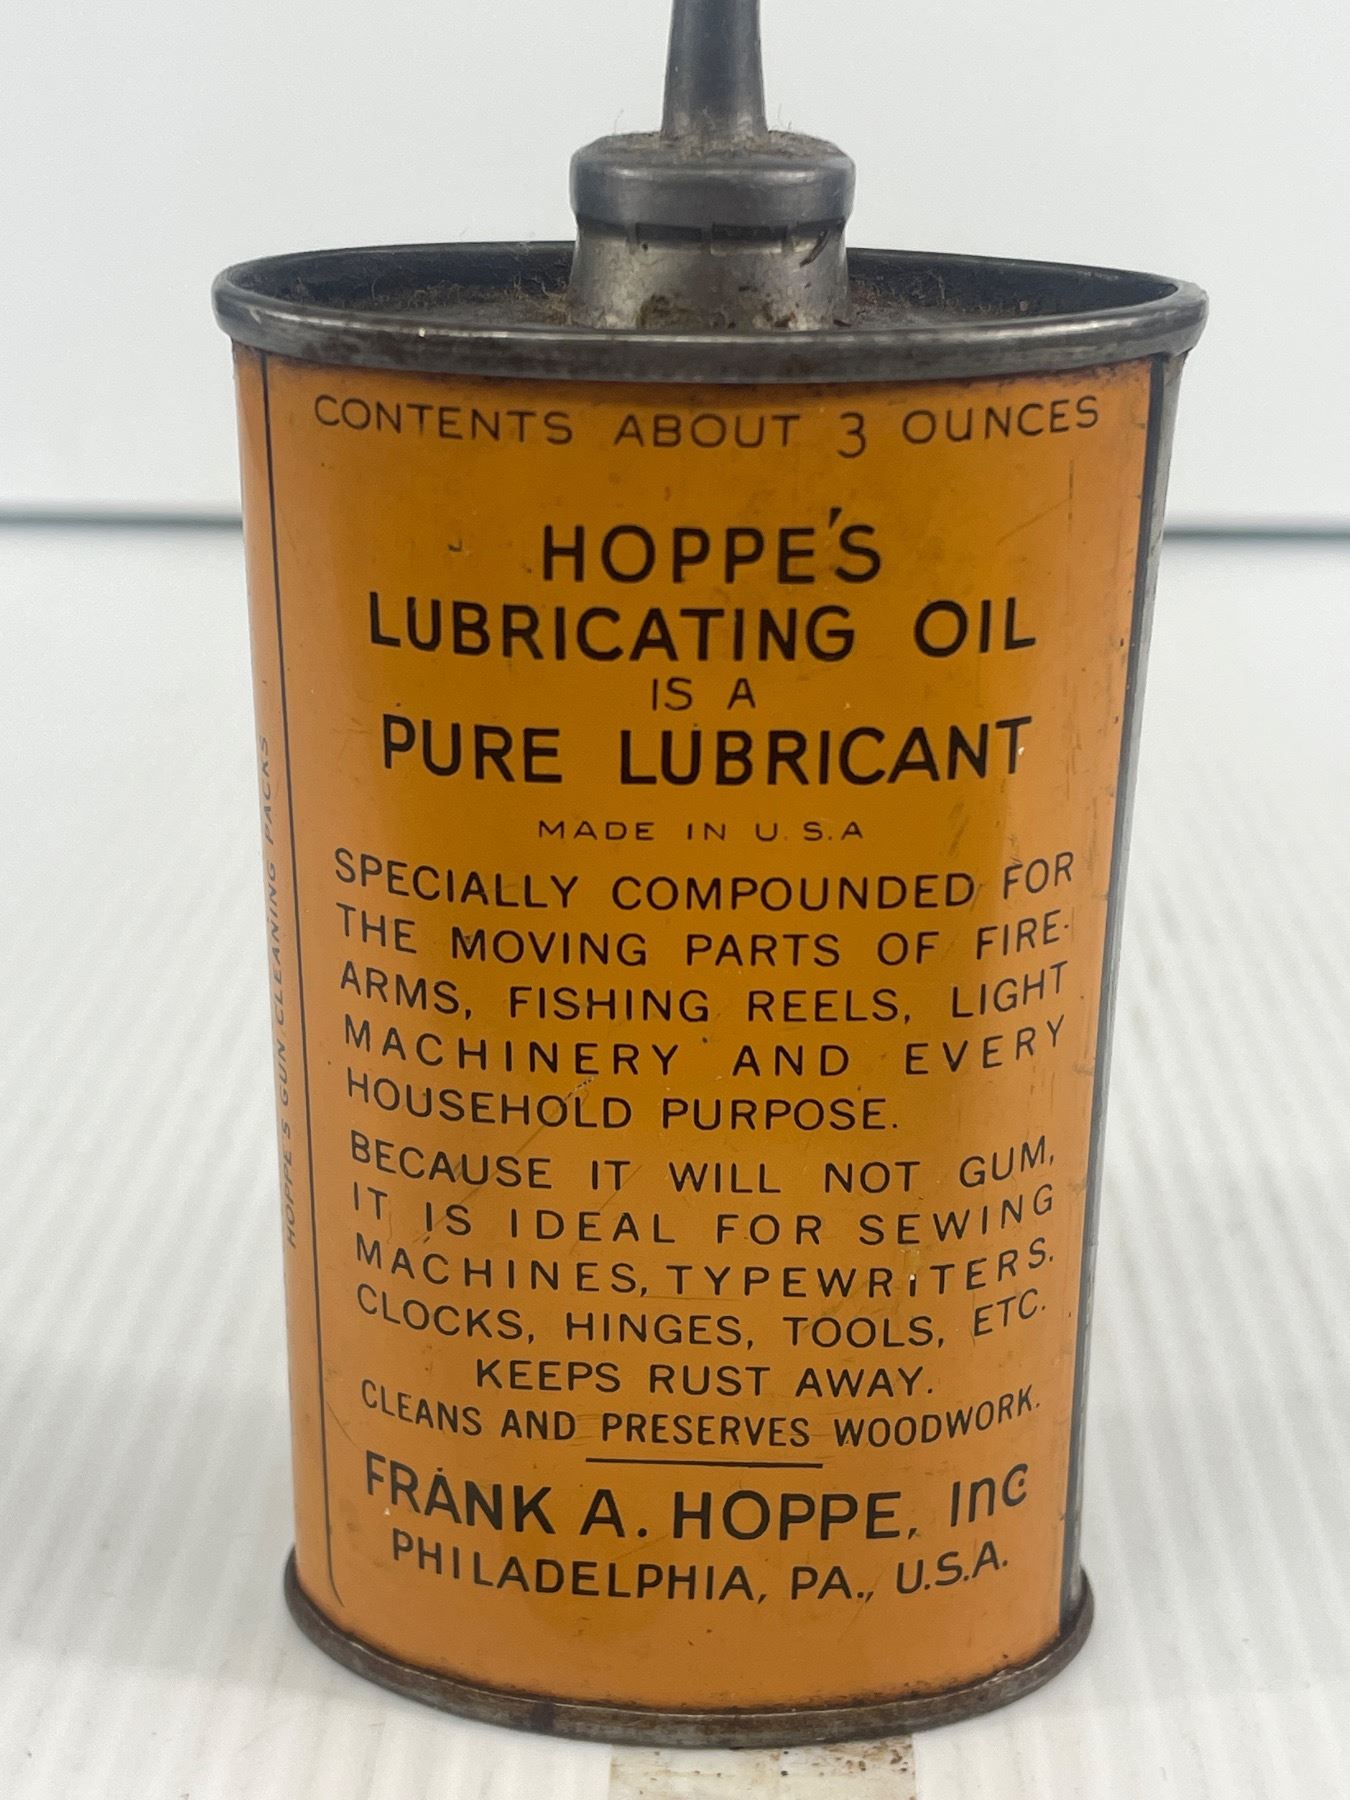 CONTENTS ABOUT 3 OUNCES
HOPPE'S
LUBRICATING OIL
IS A
PURE LUBRICANT
MADE IN U.S.A
SPECIALLY COMPOUNDED FOR
THE MOVING PARTS OF FIRE-
ARMS, FISHING REELS, LIGHT
MACHINERY AND EVERY
HOUSEHOLD PURPOSE.
BECAUSE IT WILL NOT GUM,
IT IS IDEAL FOR SEWING
MACHINES, TYPEWRITERS.
CLOCKS, HINGES, TOOLS, ETC.
KEEPS RUST AWAY.
CLEANS AND PRESERVES WOODWORK.
FRANK A. HOPPE, Inc
PHILADELPHIA, PA., U.S.A.
HOPPE'S GUN CLEANING PACKS